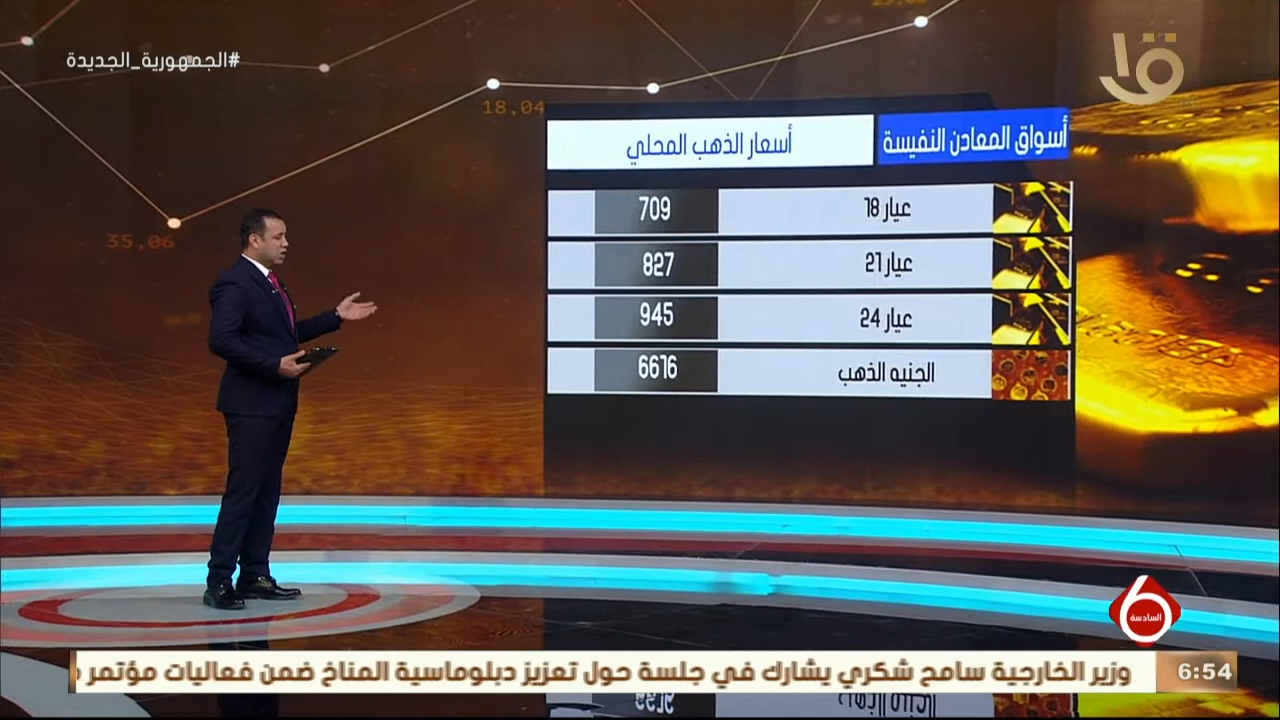 #الجمهورية_الجديدة
18.04
35,06
أسواق المعادن النفيسة
أسعار الذهب المحلي
عيار 18 709
عيار 21 827
عيار 24 945
الجنيه الذهب 6616
السادسة
6:54 وزير الخارجية سامح شكري يشارك في جلسة حول تعزيز دبلوماسية المناخ ضمن فعاليات مؤتمر